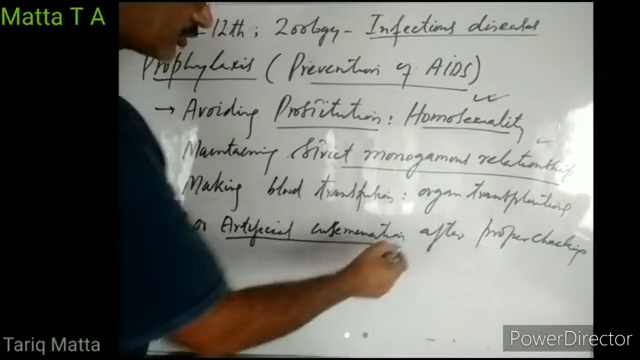 Matta T A
12th ; Zoology - Infectious diseases
Prophylaxis ( Prevention of AIDS )
→ Avoiding Prostitution : Homosexuality
Maintaining Strict monogamous relationship
Making blood transfusion : organ transplantation
or Artificial insemination after proper checking
Tariq Matta
PowerDirector